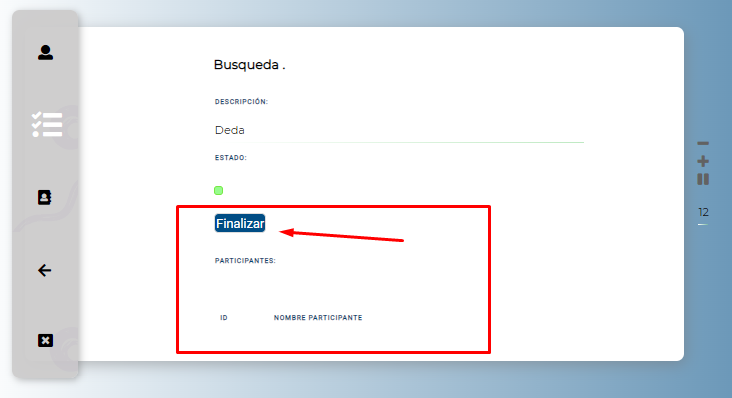 Busqueda .
DESCRIPCIÓN:
Deda
ESTADO:
Finalizar
PARTICIPANTES:
ID NOMBRE PARTICIPANTE
12